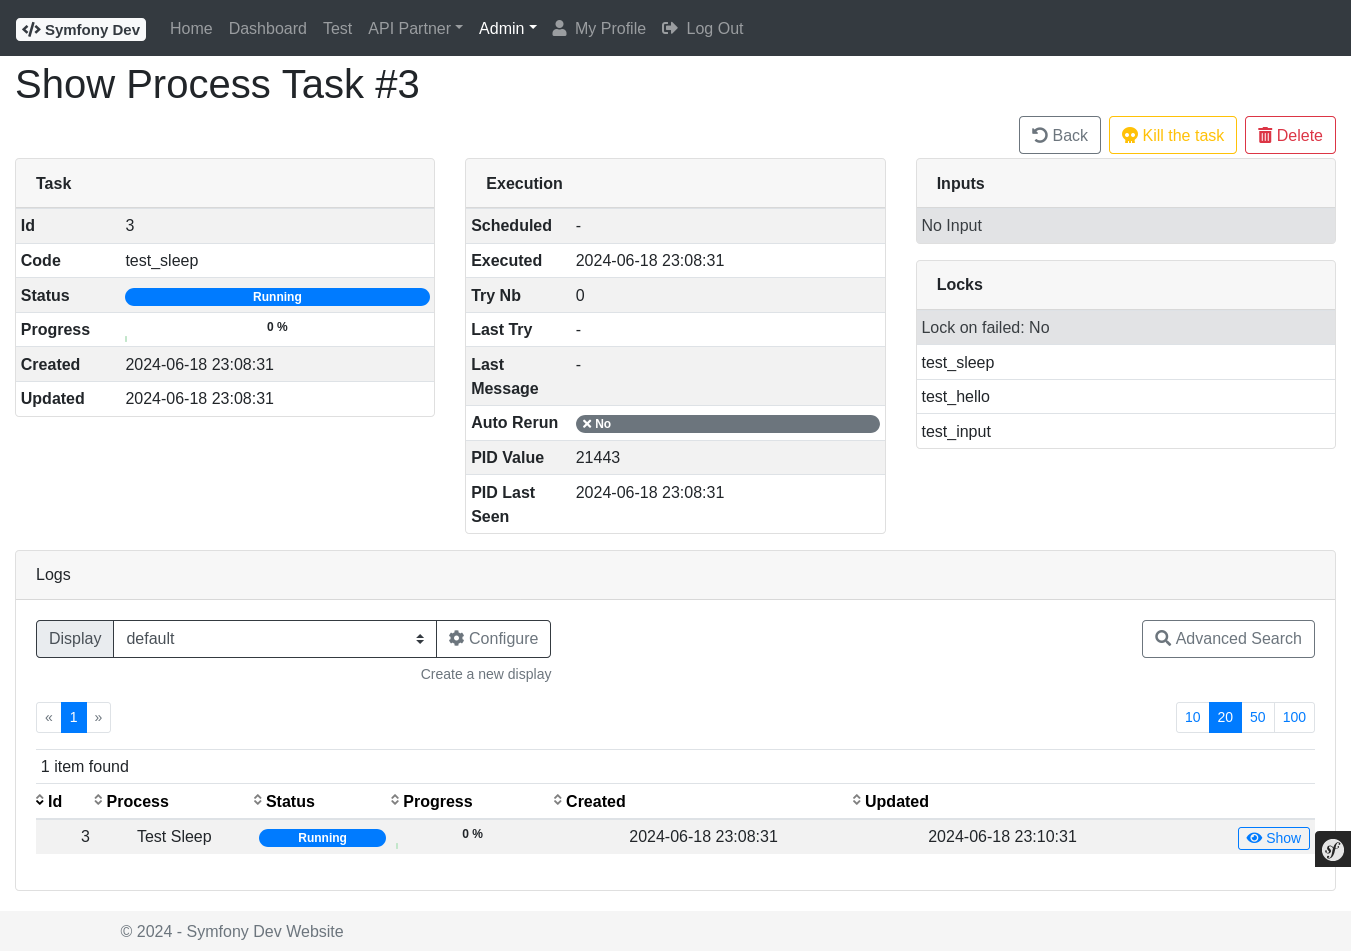 Symfony Dev Home Dashboard Test API Partner Admin My Profile Log Out
Show Process Task #3
Back Kill the task Delete
Task
Id 3
Code test_sleep
Status Running
Progress 0 %
Created 2024-06-18 23:08:31
Updated 2024-06-18 23:08:31
Execution
Scheduled -
Executed 2024-06-18 23:08:31
Try Nb 0
Last Try -
Last -
Message
Auto Rerun No
PID Value 21443
PID Last 2024-06-18 23:08:31
Seen
Inputs
No Input
Locks
Lock on failed: No
test_sleep
test_hello
test_input
Logs
Display default Configure Advanced Search
Create a new display
« 1 » 10 20 50 100
1 item found
Id Process Status Progress Created Updated
3 Test Sleep Running 0 % 2024-06-18 23:08:31 2024-06-18 23:10:31 Show
© 2024 - Symfony Dev Website